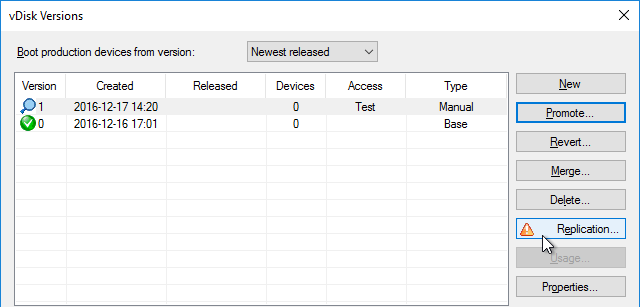 vDisk Versions
Boot production devices from version: Newest released
Version Created Released Devices Access Type
1 2016-12-17 14:20 0 Test Manual
0 2016-12-16 17:01 0 Base
New
Promote...
Revert...
Merge...
Delete...
Replication...
Usage...
Properties...